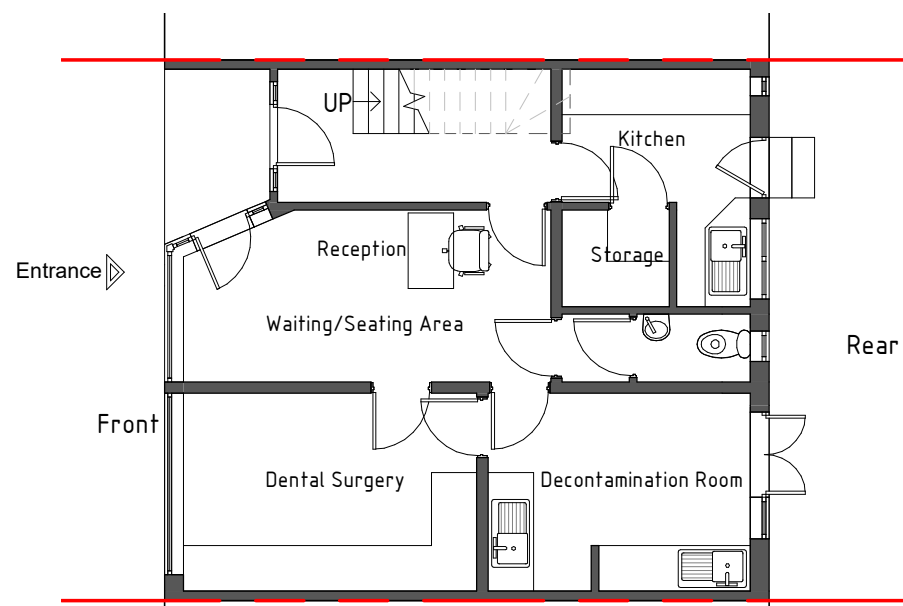 UP
Kitchen
Reception
Storage
Entrance
Waiting/Seating Area
Rear
Front
Dental Surgery
Decontamination Room